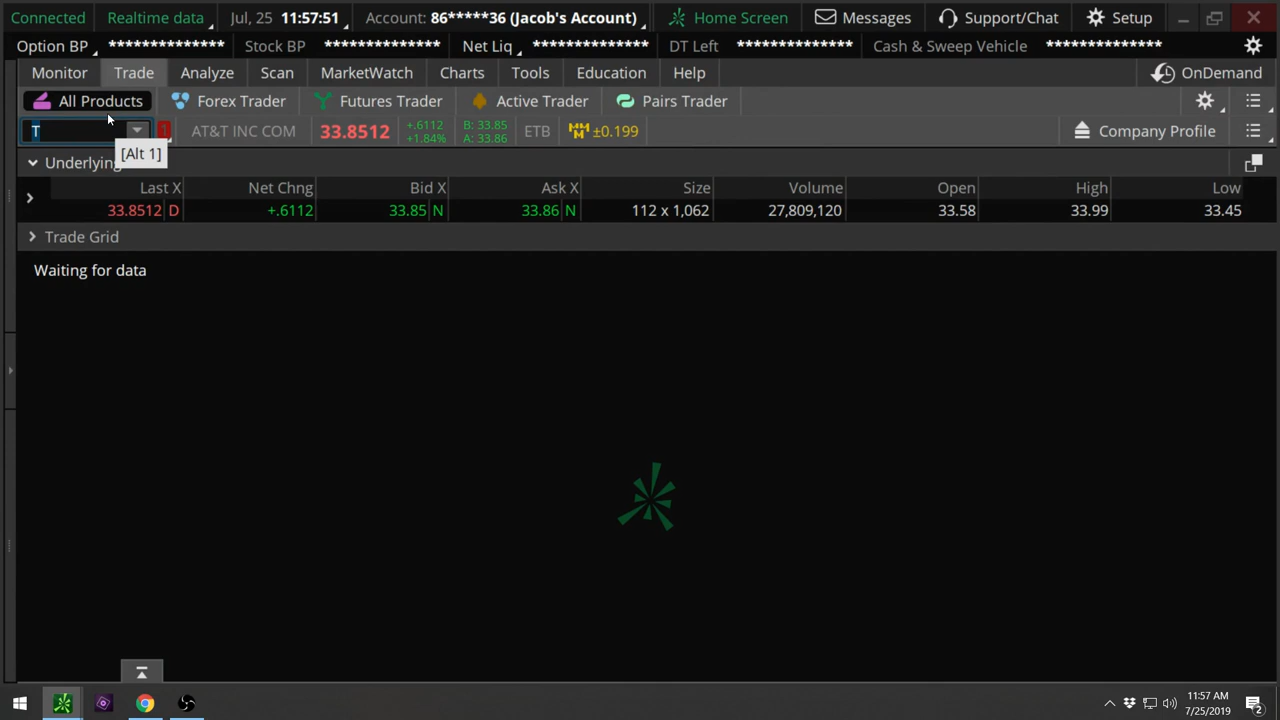 Connected Realtime data Jul, 25 11:57:51 Account: 86*****36 (Jacob's Account) Home Screen Messages Support/Chat Setup
Option BP ************* Stock BP ************* Net Liq ************* DT Left ************* Cash & Sweep Vehicle *************
Monitor Trade Analyze Scan MarketWatch Charts Tools Education Help OnDemand
All Products Forex Trader Futures Trader Active Trader Pairs Trader
T 1 AT&T INC COM 33.8512 +.6112 +1.84% B: 33.85 A: 33.86 ETB ±0.199 Company Profile
[Alt 1]
Underlying
Last X Net Chng Bid X Ask X Size Volume Open High Low
33.8512 D +.6112 33.85 N 33.86 N 112 x 1,062 27,809,120 33.58 33.99 33.45
Trade Grid
Waiting for data
11:57 AM
7/25/2019
2